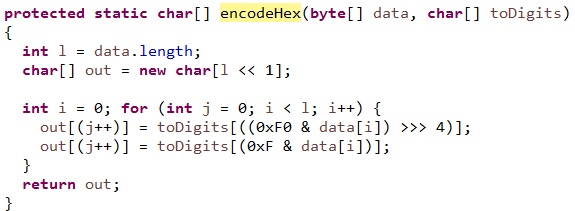 protected static char[] encodeHex(byte[] data, char[] toDigits)
{
  int l = data.length;
  char[] out = new char[l << 1];

  int i = 0; for (int j = 0; i < l; i++) {
    out[(j++)] = toDigits[((0xF0 & data[i]) >>> 4)];
    out[(j++)] = toDigits[(0xF & data[i])];
  }
  return out;
}